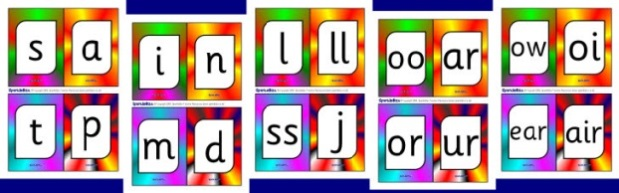 s a
t p
i n
m d
l ll
ss j
oo ar
or ur
ow oi
ear air